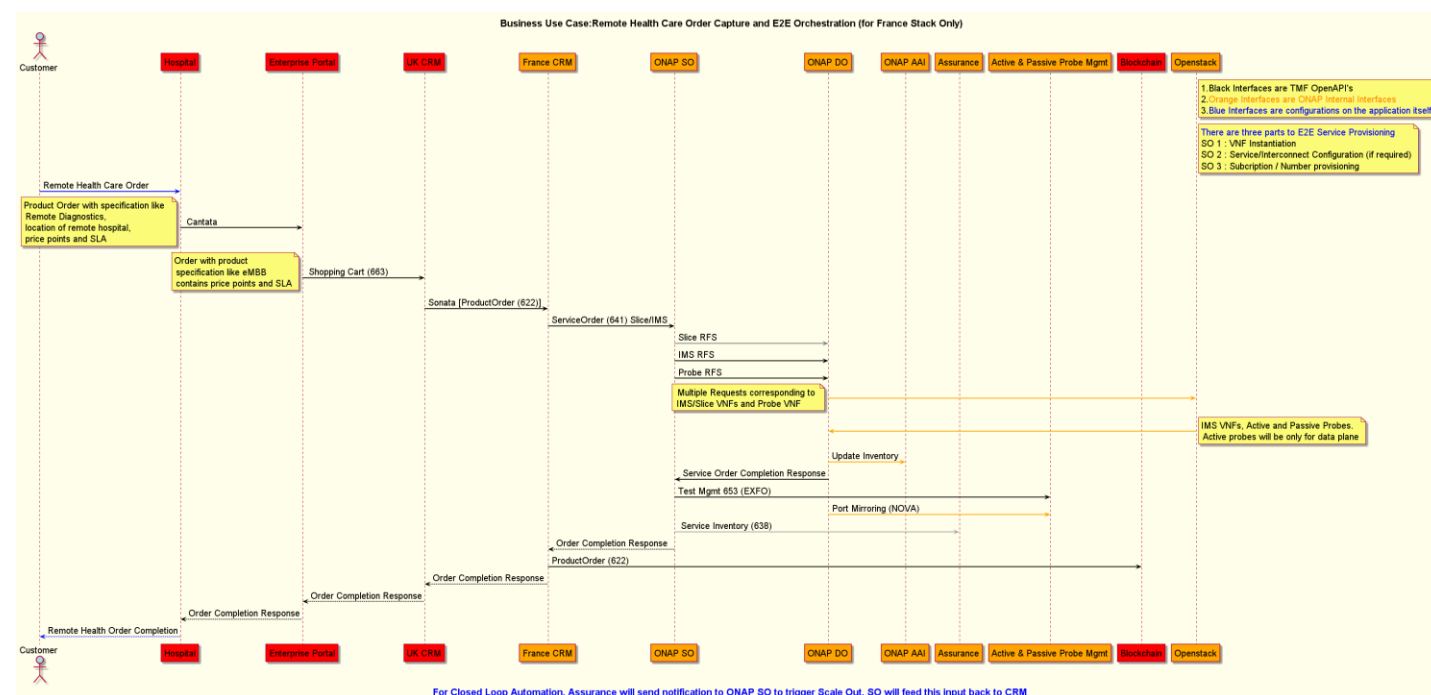 Business Use Case:Remote Health Care Order Capture and E2E Orchestration (for France Stack Only)
Customer
Hospital
Enterprise Portal
UK CRM
France CRM
ONAP SO
ONAP DO
ONAP AAI
Assurance
Active & Passive Probe Mgmt
Blockchain
Openstack
1.Black Interfaces are TMF OpenAPI's
2.Orange Interfaces are ONAP Internal Interfaces
3.Blue Interfaces are configurations on the application itself
There are three parts to E2E Service Provisioning
SO 1 : VNF Instantiation
SO 2 : Service/Interconnect Configuration (if required)
SO 3 : Subcription / Number provisioning
Remote Health Care Order
Product Order with specification like
Remote Diagnostics,
location of remote hospital,
price points and SLA
Cantata
Order with product
specification like eMBB
contains price points and SLA
Shopping Cart (663)
Sonata [ProductOrder (622)]
ServiceOrder (641) Slice/IMS
Slice RFS
IMS RFS
Probe RFS
Multiple Requests corresponding to
IMS/Slice VNFs and Probe VNF
IMS VNFs, Active and Passive Probes.
Active probes will be only for data plane
Update Inventory
Service Order Completion Response
Test Mgmt 653 (EXFO)
Port Mirroring (NOVA)
Service Inventory (638)
Order Completion Response
ProductOrder (622)
Order Completion Response
Order Completion Response
Order Completion Response
Remote Health Order Completion
Customer
Hospital
Enterprise Portal
UK CRM
France CRM
ONAP SO
ONAP DO
ONAP AAI
Assurance
Active & Passive Probe Mgmt
Blockchain
Openstack
For Closed Loop Automation, Assurance will send notification to ONAP SO to trigger Scale Out. SO will feed this input back to CRM